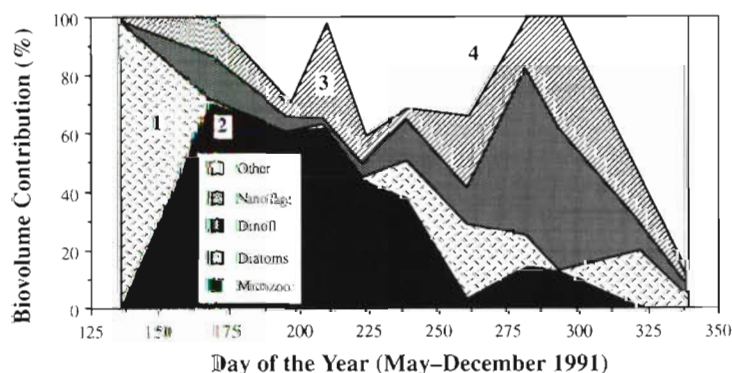 Biovolume Contribution (%)
100
80
60
40
20
0
1
2
3
4
Other
Dinofl
Diatoms
125 150 175 200 225 250 275 300 325 350
Day of the Year (May–December 1991)